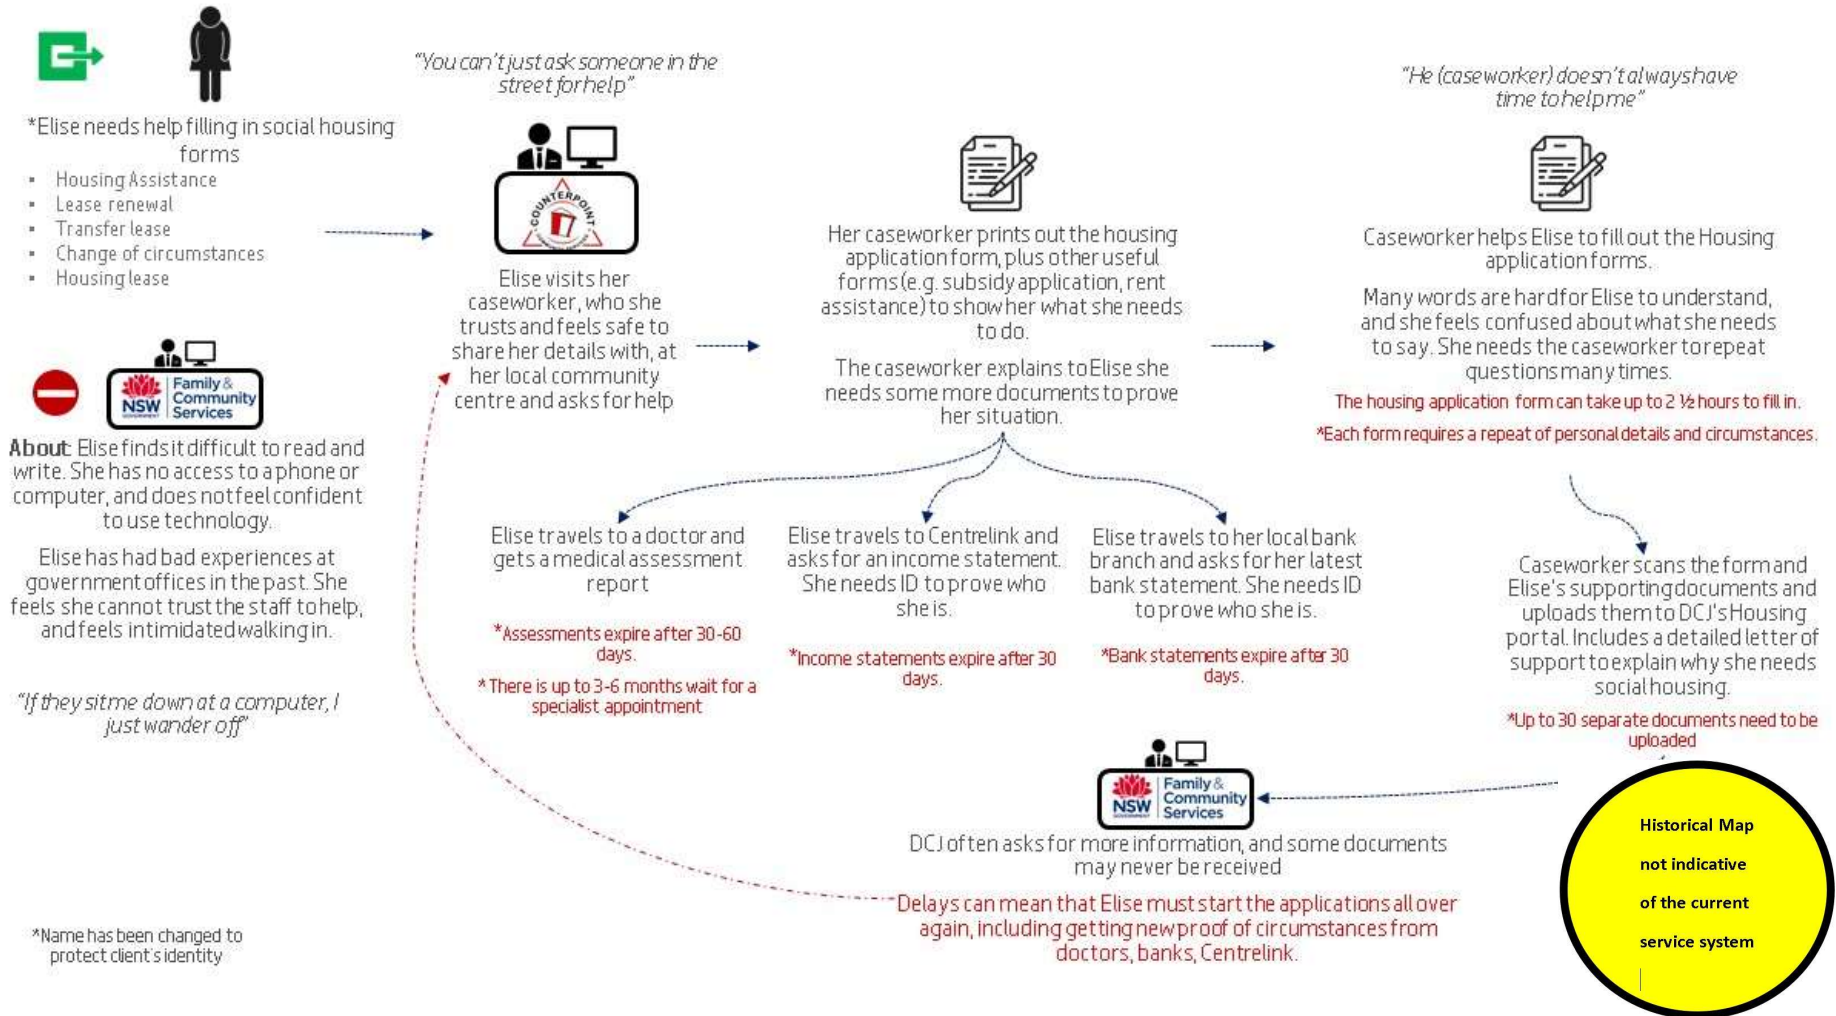 *Elise needs help filling in social housing
forms
▪ Housing Assistance
▪ Lease renewal
▪ Transfer lease
▪ Change of circumstances
▪ Housing lease
NSW
GOVERNMENT
Family &
Community
Services
About: Elise finds it difficult to read and
write. She has no access to a phone or
computer, and does not feel confident
to use technology.
Elise has had bad experiences at
government offices in the past. She
feels she cannot trust the staff to help,
and feels intimidated walking in.
"If they sit me down at a computer, I
just wander off"
*Name has been changed to
protect client's identity
"You can't just ask someone in the
street for help"
COUNTERPOINT
Elise visits her
caseworker, who she
trusts and feels safe to
share her details with, at
her local community
centre and asks for help
Her caseworker prints out the housing
application form, plus other useful
forms (e.g. subsidy application, rent
assistance) to show her what she needs
to do.
The caseworker explains to Elise she
needs some more documents to prove
her situation.
Elise travels to a doctor and
gets a medical assessment
report
*Assessments expire after 30-60
days.
*There is up to 3-6 months wait for a
specialist appointment
Elise travels to Centrelink and
asks for an income statement.
She needs ID to prove who
she is.
*Income statements expire after 30
days.
Elise travels to her local bank
branch and asks for her latest
bank statement. She needs ID
to prove who she is.
*Bank statements expire after 30
days.
"He (caseworker) doesn't always have
time to help me"
Caseworker helps Elise to fill out the Housing
application forms.
Many words are hard for Elise to understand,
and she feels confused about what she needs
to say. She needs the caseworker to repeat
questions many times.
The housing application form can take up to 2 ½ hours to fill in.
*Each form requires a repeat of personal details and circumstances.
Caseworker scans the form and
Elise's supporting documents and
uploads them to DCJ's Housing
portal. Includes a detailed letter of
support to explain why she needs
social housing.
*Up to 30 separate documents need to be
uploaded
NSW
GOVERNMENT
Family &
Community
Services
DCJ often asks for more information, and some documents
may never be received
Delays can mean that Elise must start the applications all over
again, including getting new proof of circumstances from
doctors, banks, Centrelink.
Historical Map
not indicative
of the current
service system